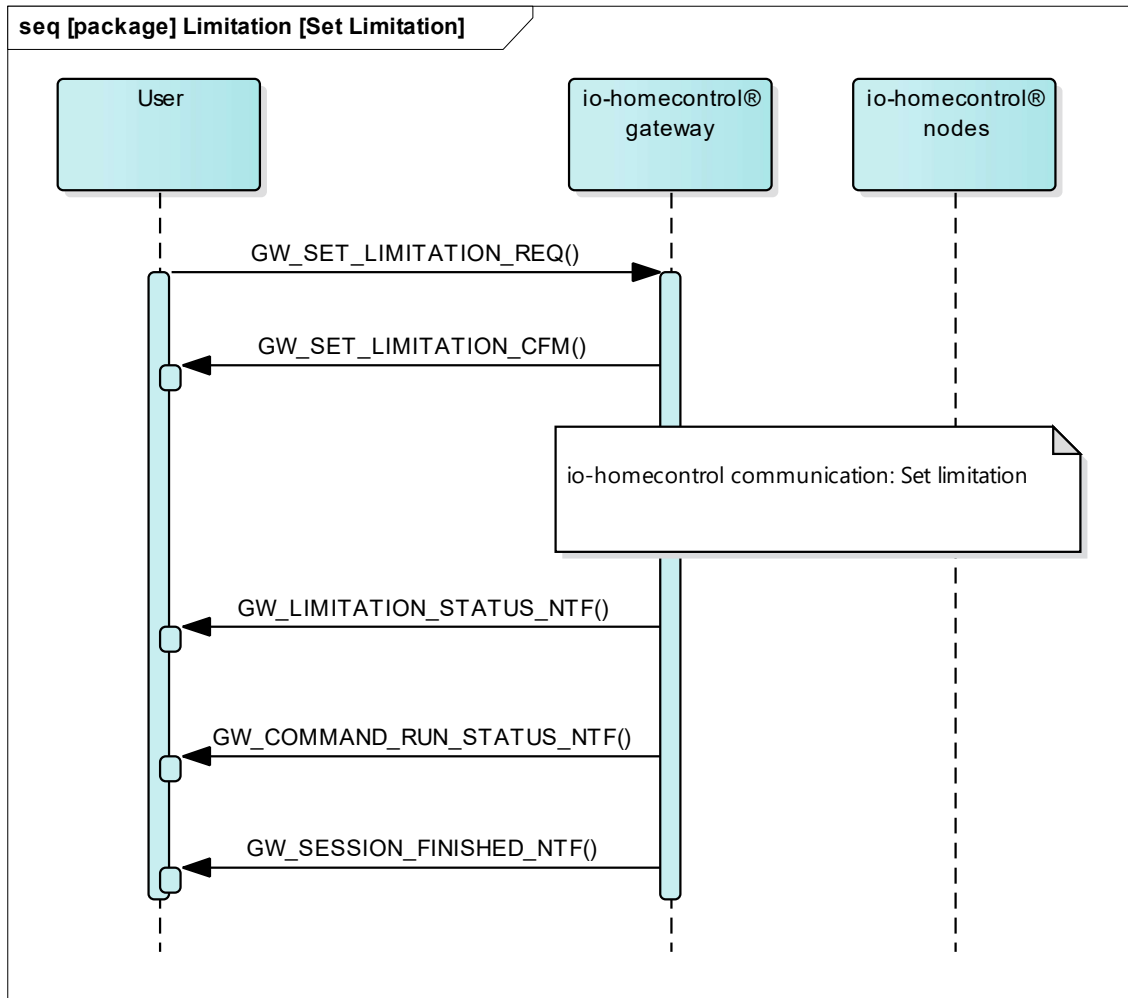 seq [package] Limitation [Set Limitation]
User
io-homecontrol®
gateway
io-homecontrol®
nodes
GW_SET_LIMITATION_REQ()
GW_SET_LIMITATION_CFM()
io-homecontrol communication: Set limitation
GW_LIMITATION_STATUS_NTF()
GW_COMMAND_RUN_STATUS_NTF()
GW_SESSION_FINISHED_NTF()